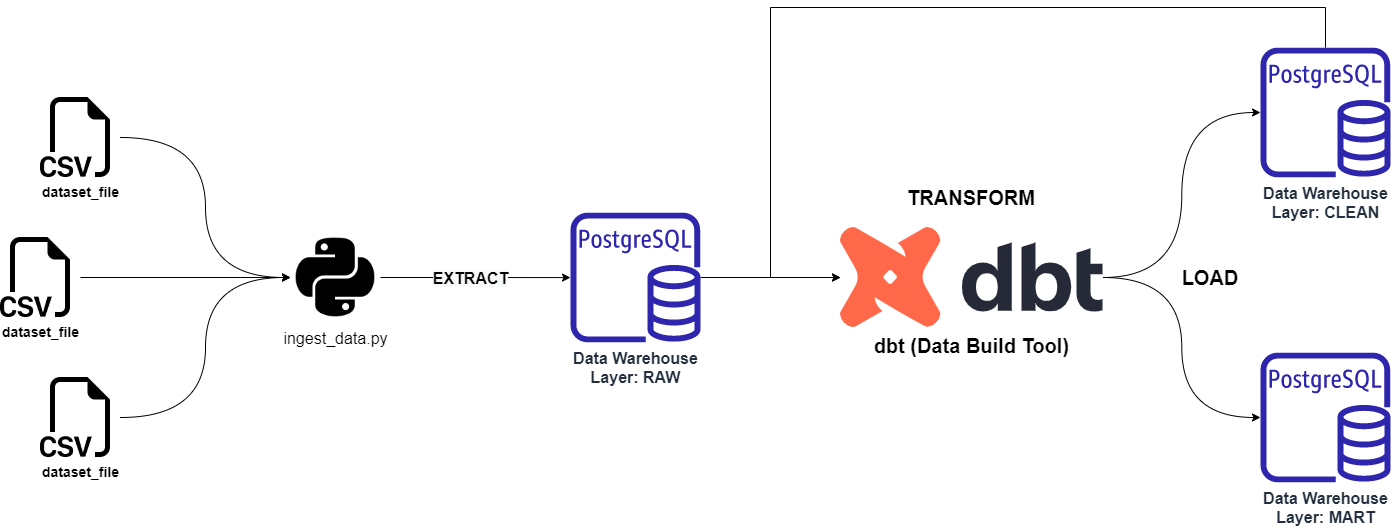 CSV
dataset_file
CSV
dataset_file
CSV
dataset_file
ingest_data.py
EXTRACT
PostgreSQL
Data Warehouse
Layer: RAW
TRANSFORM
dbt
dbt (Data Build Tool)
LOAD
PostgreSQL
Data Warehouse
Layer: CLEAN
PostgreSQL
Data Warehouse
Layer: MART